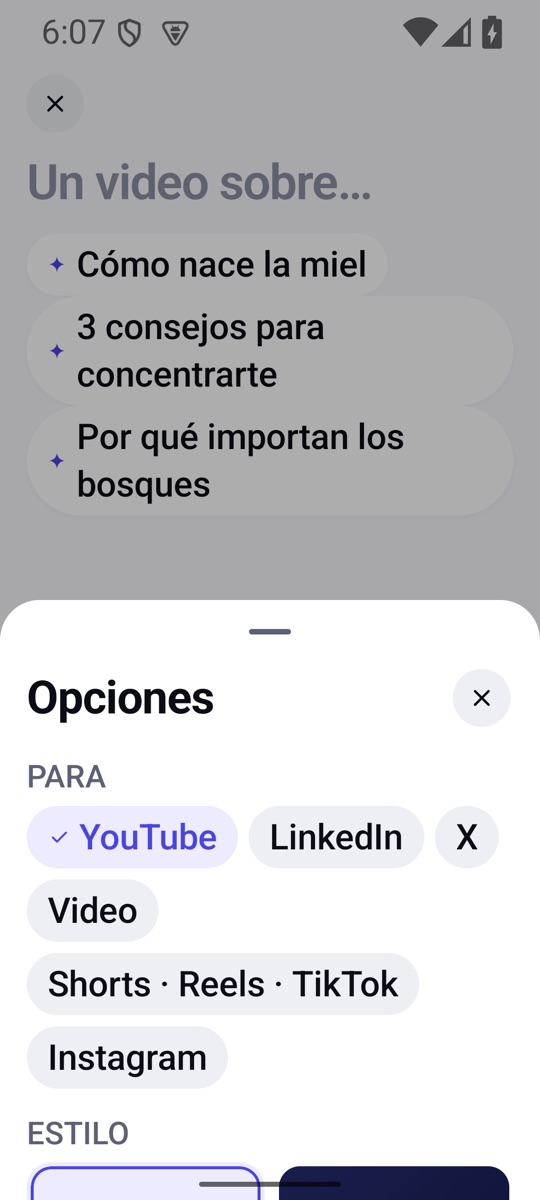 6:07
Un video sobre…
Cómo nace la miel
3 consejos para
concentrarte
Por qué importan los
bosques
Opciones
PARA
YouTube
LinkedIn
X
Video
Shorts · Reels · TikTok
Instagram
ESTILO